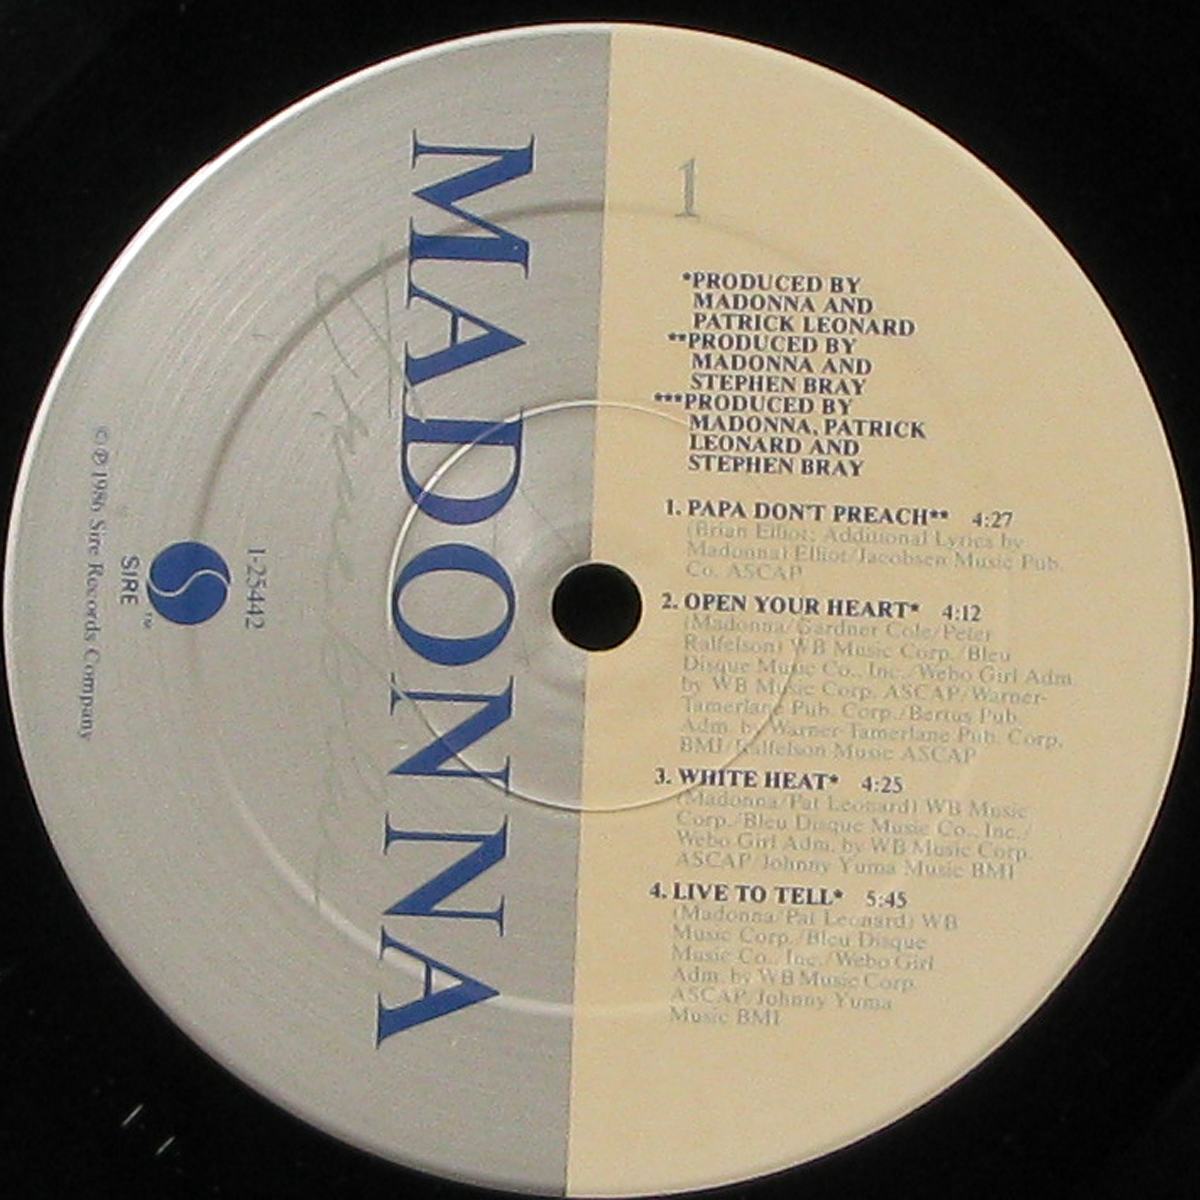 MADONNA
1
*PRODUCED BY
MADONNA AND
PATRICK LEONARD
**PRODUCED BY
MADONNA AND
STEPHEN BRAY
***PRODUCED BY
MADONNA, PATRICK
LEONARD AND
STEPHEN BRAY
1. PAPA DON'T PREACH** 4:27
(Brian Elliot; Additional Lyrics by
Madonna) Elliot/Jacobsen Music Pub.
Co. ASCAP
2. OPEN YOUR HEART* 4:12
(Madonna/Gardner Cole/Peter
Rafelson) WB Music Corp./Bleu
Disque Music Co., Inc./Webo Girl Adm.
by WB Music Corp. ASCAP/Warner-
Tamerlane Pub. Corp./Bertus Pub.
Adm. by Warner-Tamerlane Pub. Corp.
BMI/Rafelson Music ASCAP
3. WHITE HEAT* 4:25
(Madonna/Pat Leonard) WB Music
Corp./Bleu Disque Music Co., Inc./
Webo Girl Adm. by WB Music Corp.
ASCAP/Johnny Yuma Music BMI
4. LIVE TO TELL* 5:45
(Madonna/Pat Leonard) WB
Music Corp./Bleu Disque
Music Co., Inc./Webo Girl
Adm. by WB Music Corp.
ASCAP/Johnny Yuma
Music BMI
1-25442
SIRE ™
© ℗ 1986 Sire Records Company